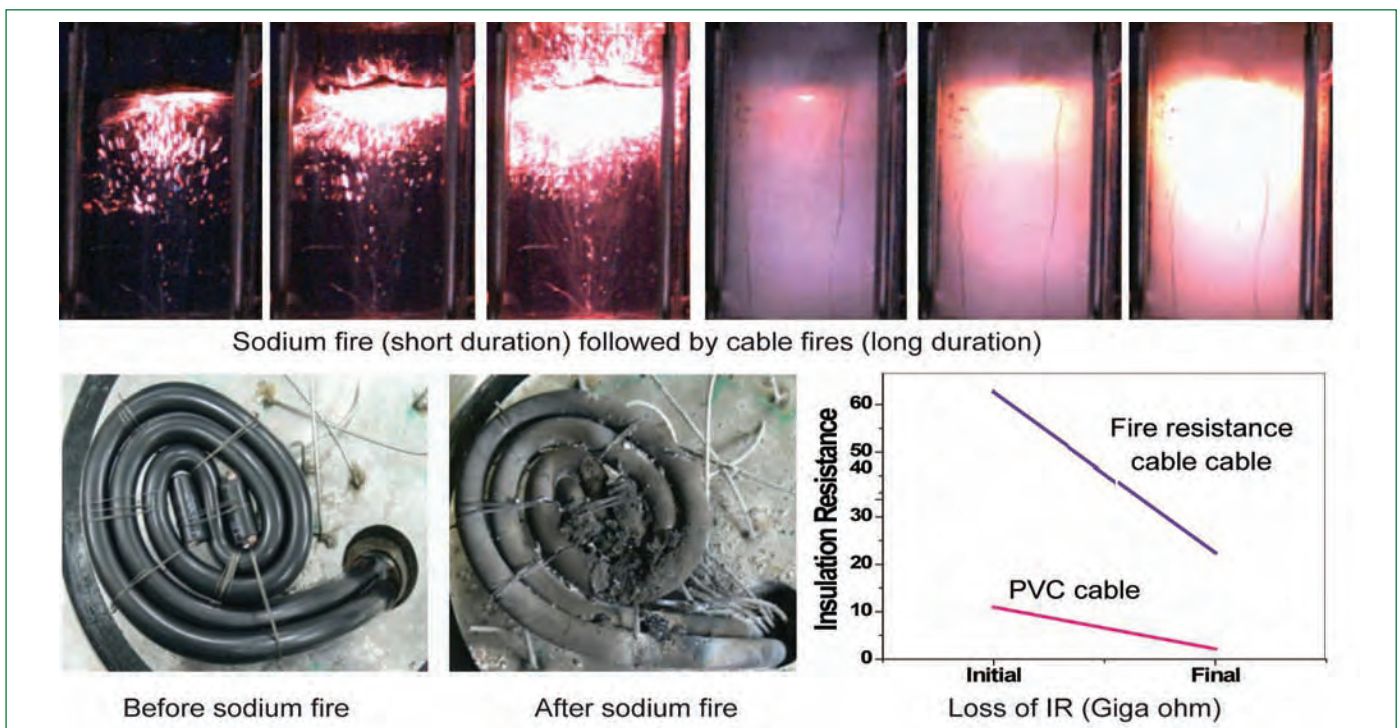 Sodium fire (short duration) followed by cable fires (long duration)
Before sodium fire
After sodium fire
Insulation Resistance
60
50
40
30
20
10
0
Fire resistance
cable cable
PVC cable
Initial
Final
Loss of IR (Giga ohm)